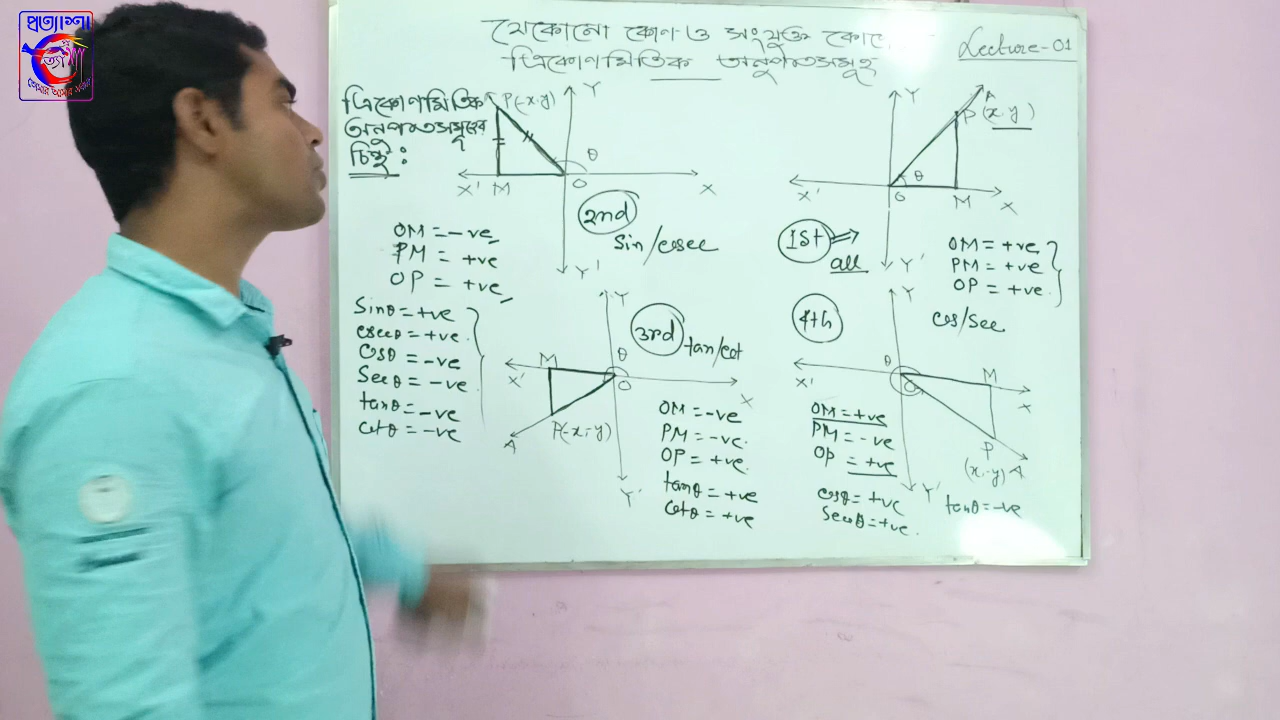 প্রত্যাশা
যেকোনো কোণ ও সংযুক্ত
ত্রিকোণমিতিক অনুপাতসমূহ
Lecture-01
ত্রিকোণমিতিক
অনুপাতসমূহের
চিহ্ন:
P(-x,y)
Y
θ
X' M O X
2nd
Sin/cosec
Y'
OM = -ve
PM = +ve
OP = +ve
Sinθ = +ve
cosecθ = +ve
cosθ = -ve
Secθ = -ve
tanθ = -ve
cotθ = -ve
Y
A
P(x,y)
θ
X' O M X
1st ⇒
all
Y'
OM = +ve
PM = +ve
OP = +ve
Y
3rd
tan/cot
M θ
X' O X
P(-x,-y)
A
Y'
OM = -ve
PM = -ve
OP = +ve
tanθ = +ve
cotθ = +ve
4th
Y
cos/sec
θ
X' O M X
P
(x,-y) A
Y'
OM = +ve
PM = -ve
OP = +ve
cosθ = +ve
Secθ = +ve
tanθ = -ve